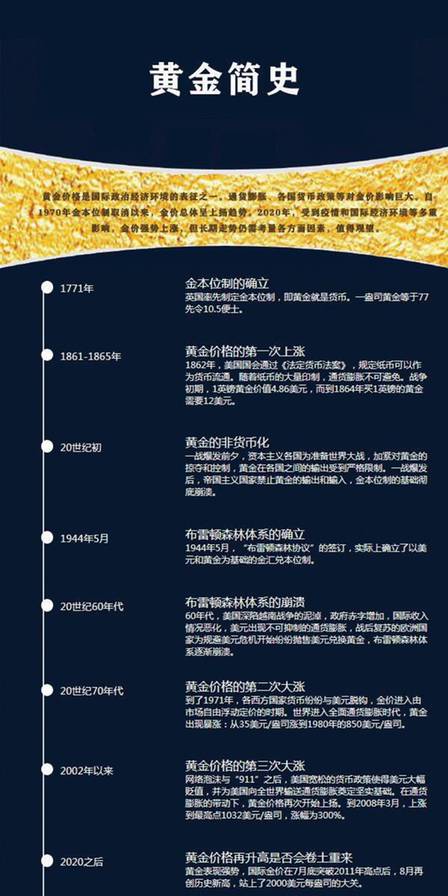 黄金简史
黄金价格是国际政治经济环境的表征之一。通货膨胀、各国货币政策等对金价影响巨大。自
1970年金本位制取消以来，金价总体呈上扬趋势。2020年，受到疫情和国际经济环境等多重
影响，金价强势上涨，但长期走势仍需考量各方面因素，值得观望。
1771年
金本位制的确立
英国率先制定金本位制，即黄金就是货币。一盎司黄金等于77
先令10.5便士。
1861-1865年
黄金价格的第一次上涨
1862年，美国国会通过《法定货币法案》，规定纸币可以作
为货币流通。随着纸币的大量印制，通货膨胀不可避免。战争
初期，1英镑黄金价值4.86美元，而到1864年买1英镑的黄金
需要12美元。
20世纪初
黄金的非货币化
一战爆发前夕，资本主义各国为准备世界大战，加紧对黄金的
掠夺和控制，黄金在各国之间的输出受到严格限制。一战爆发
后，帝国主义国家禁止黄金的输出和输入，金本位制的基础彻
底崩溃。
1944年5月
布雷顿森林体系的确立
1944年5月，“布雷顿森林协议”的签订，实际上确立了以美
元和黄金为基础的金汇兑本位制。
20世纪60年代
布雷顿森林体系的崩溃
60年代，美国深陷越南战争的泥淖，政府赤字增加，国际收入
情况恶化，美元出现不可抑制的通货膨胀，战后复苏的欧洲国
家为规避美元危机开始纷纷抛售美元兑换黄金，布雷顿森林体
系逐渐崩溃。
20世纪70年代
黄金价格的第二次大涨
到了1971年，各西方国家货币纷纷与美元脱钩，金价进入由
市场自由浮动定价的时期。世界进入全面通货膨胀时代，黄金
出现暴涨：从35美元/盎司涨到1980年的850美元/盎司。
2002年以来
黄金价格的第三次大涨
网络泡沫与“911”之后，美国宽松的货币政策使得美元大幅
贬值，并为美国向全世界输送通货膨胀奠定坚实基础。在通货
膨胀的带动下，黄金价格再次开始上扬。到2008年3月，上涨
到最高点1032美元/盎司，涨幅为300%。
2020之后
黄金价格再升高是否会卷土重来
黄金表现强势，国际金价在7月底突破2011年高点后，8月再
创历史新高，站上了2000美元每盎司的大关。